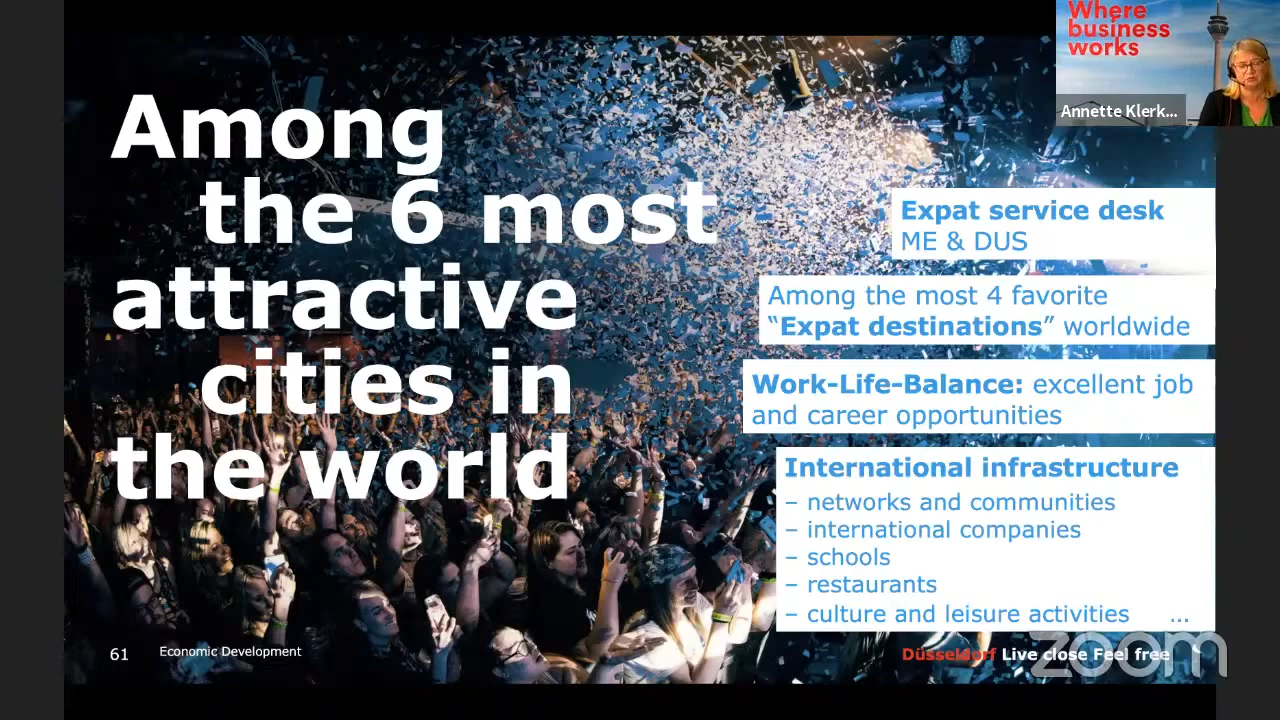 Among
the 6 most
attractive
cities in
the world
Where
business
works
Annette Klerk...
Expat service desk
ME & DUS
Among the most 4 favorite
“Expat destinations” worldwide
Work-Life-Balance: excellent job
and career opportunities
International infrastructure
– networks and communities
– international companies
– schools
– restaurants
– culture and leisure activities ...
61
Economic Development
Düsseldorf Live close Feel free
zoom